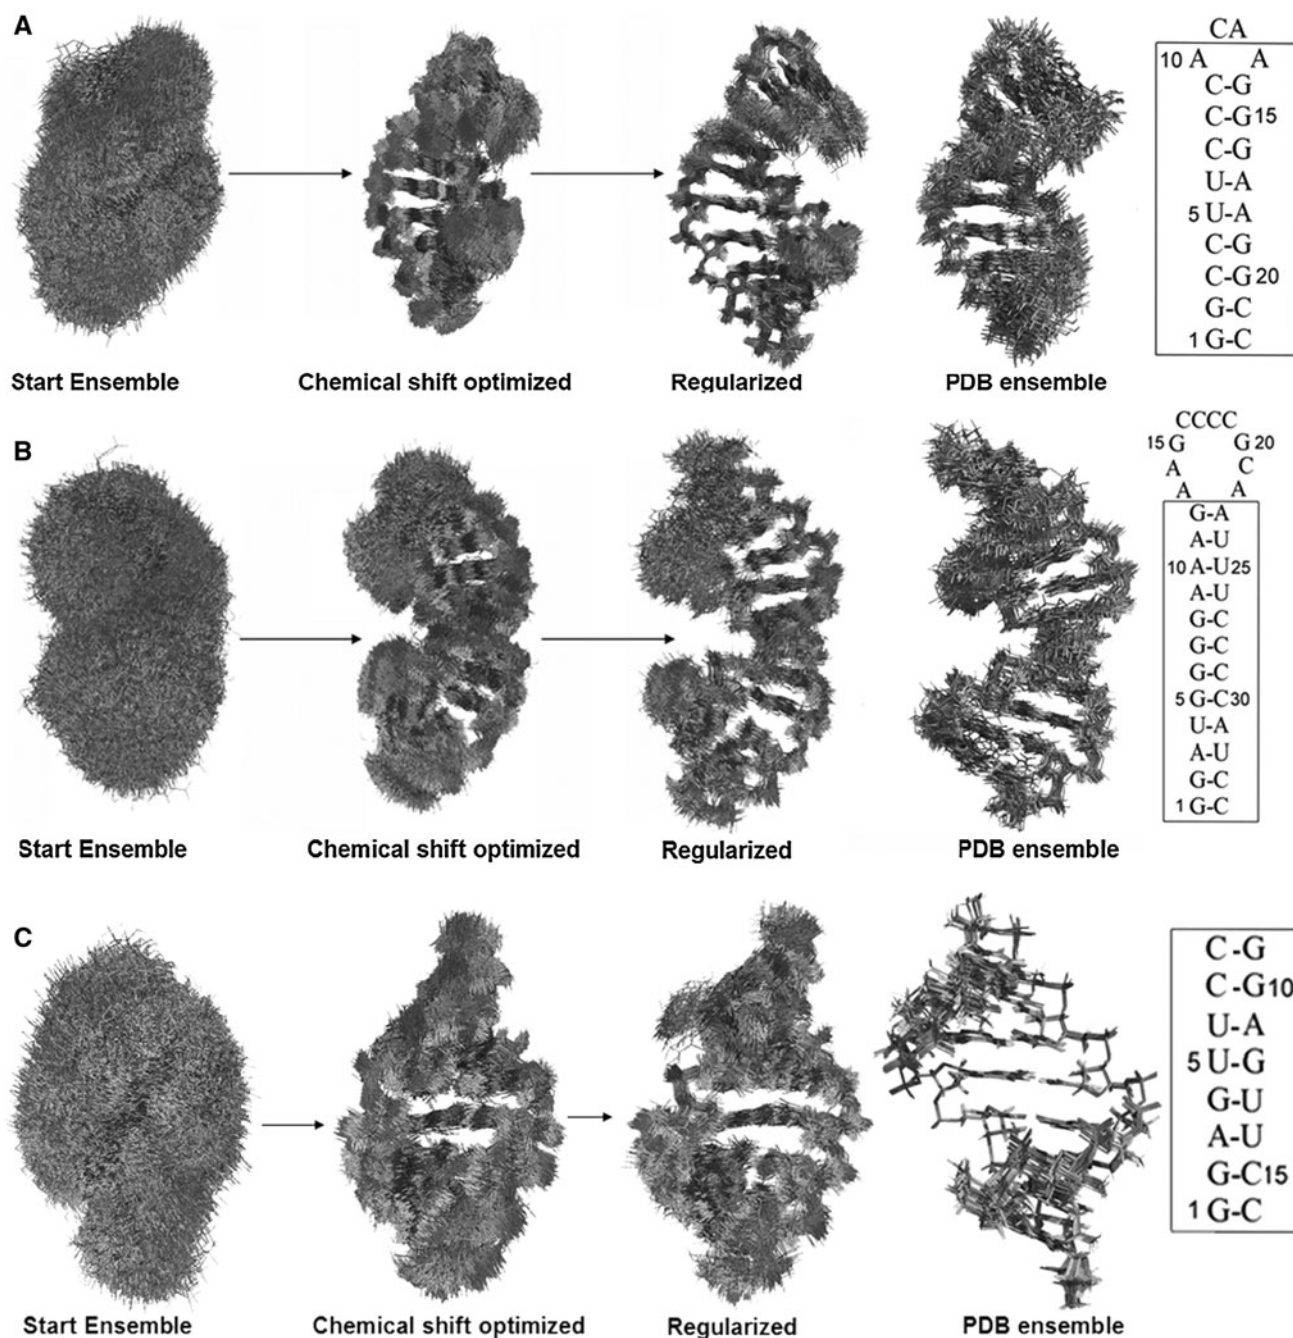 A
CA
10 A A
C-G
C-G15
C-G
U-A
5 U-A
C-G
C-G20
G-C
1 G-C
Start Ensemble
Chemical shift optimized
Regularized
PDB ensemble
B
CCCC
15 G G 20
A C
A A
G-A
A-U
10 A-U25
A-U
G-C
G-C
G-C
5 G-C30
U-A
A-U
G-C
1 G-C
Start Ensemble
Chemical shift optimized
Regularized
PDB ensemble
C
C-G
C-G10
U-A
5 U-G
G-U
A-U
G-C15
1 G-C
Start Ensemble
Chemical shift optimized
Regularized
PDB ensemble